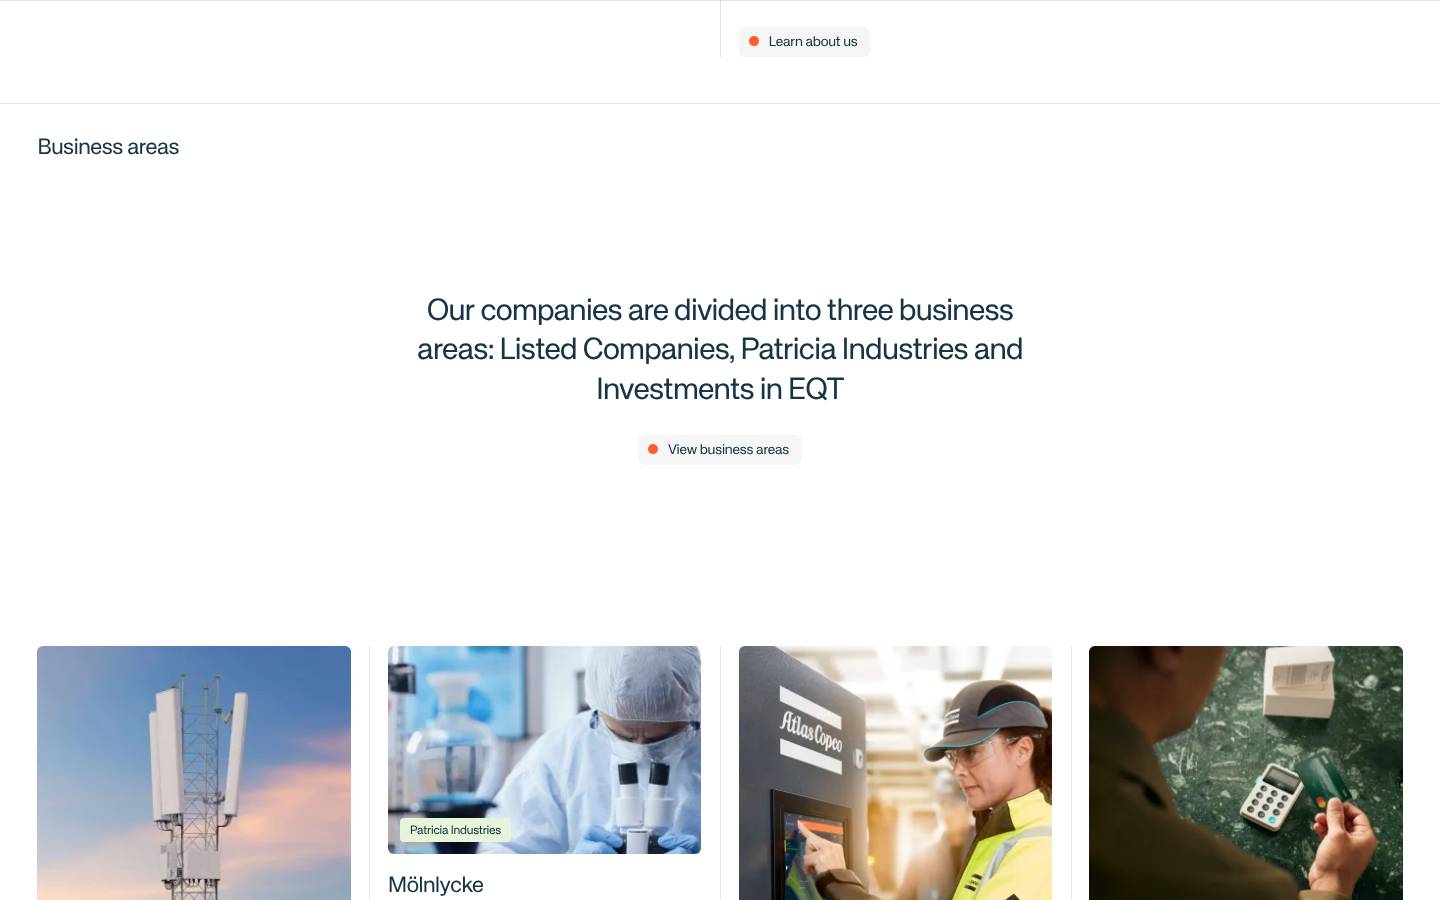 Learn about us
Business areas
Our companies are divided into three business
areas: Listed Companies, Patricia Industries and
Investments in EQT
View business areas
Atlas Copco
Patricia Industries
Mölnlycke